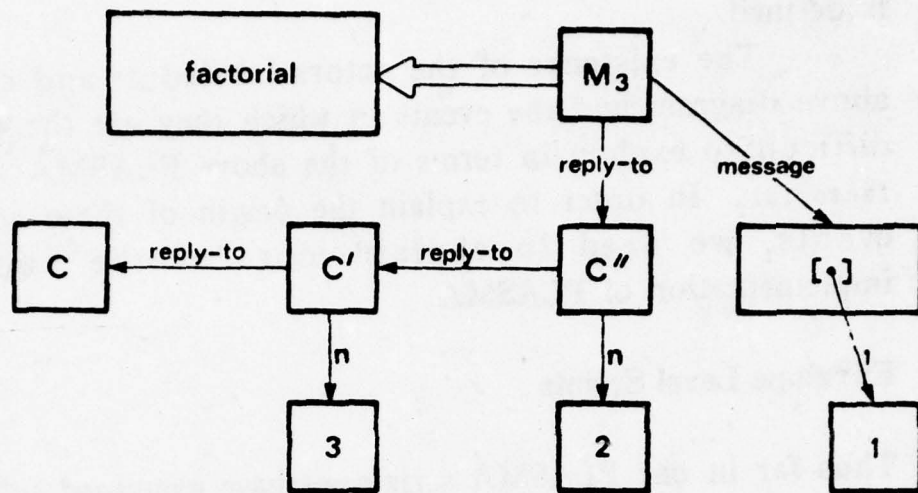 factorial
M3
reply-to
message
C
reply-to
C'
reply-to
C''
[•]
n
n
1
3
2
1